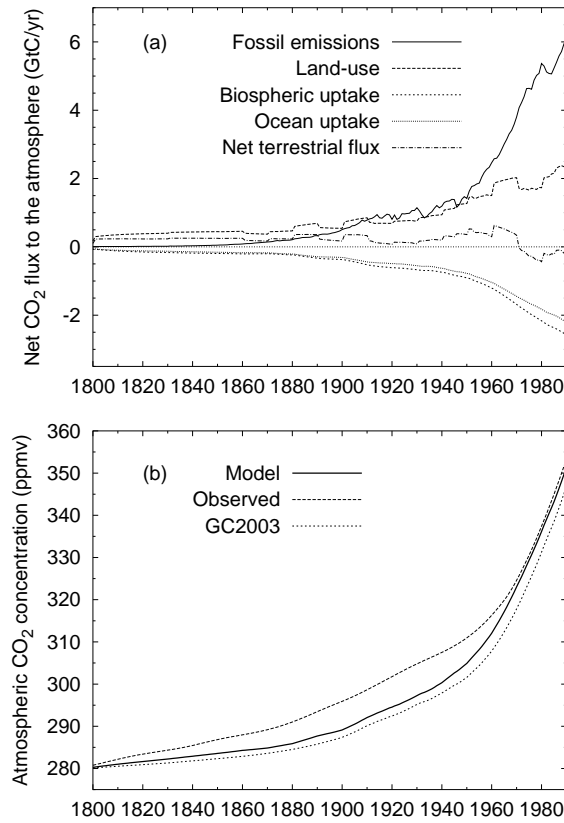 Net CO2 flux to the atmosphere (GtC/yr)
6
4
2
0
-2
(a)
Fossil emissions
Land-use
Biospheric uptake
Ocean uptake
Net terrestrial flux
1800 1820 1840 1860 1880 1900 1920 1940 1960 1980
Atmospheric CO2 concentration (ppmv)
360
350
340
330
320
310
300
290
280
(b)
Model
Observed
GC2003
1800 1820 1840 1860 1880 1900 1920 1940 1960 1980